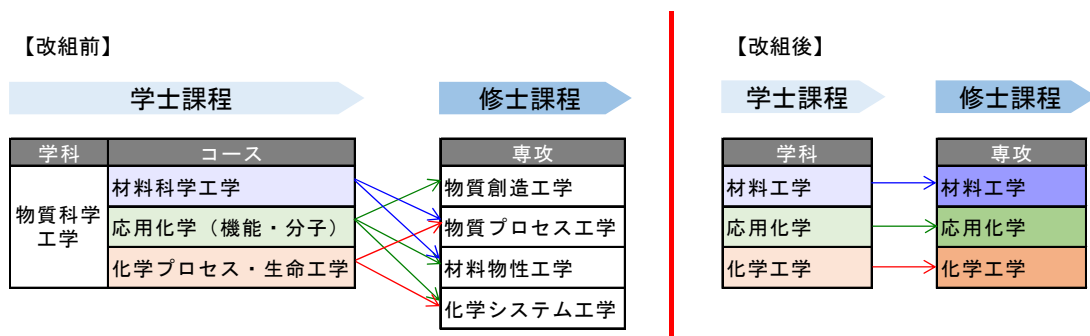 【改組前】
学士課程
修士課程
学科
コース
専攻
物質科学
工学
材料科学工学
応用化学（機能・分子）
化学プロセス・生命工学
物質創造工学
物質プロセス工学
材料物性工学
化学システム工学
【改組後】
学士課程
修士課程
学科
専攻
材料工学
材料工学
応用化学
応用化学
化学工学
化学工学